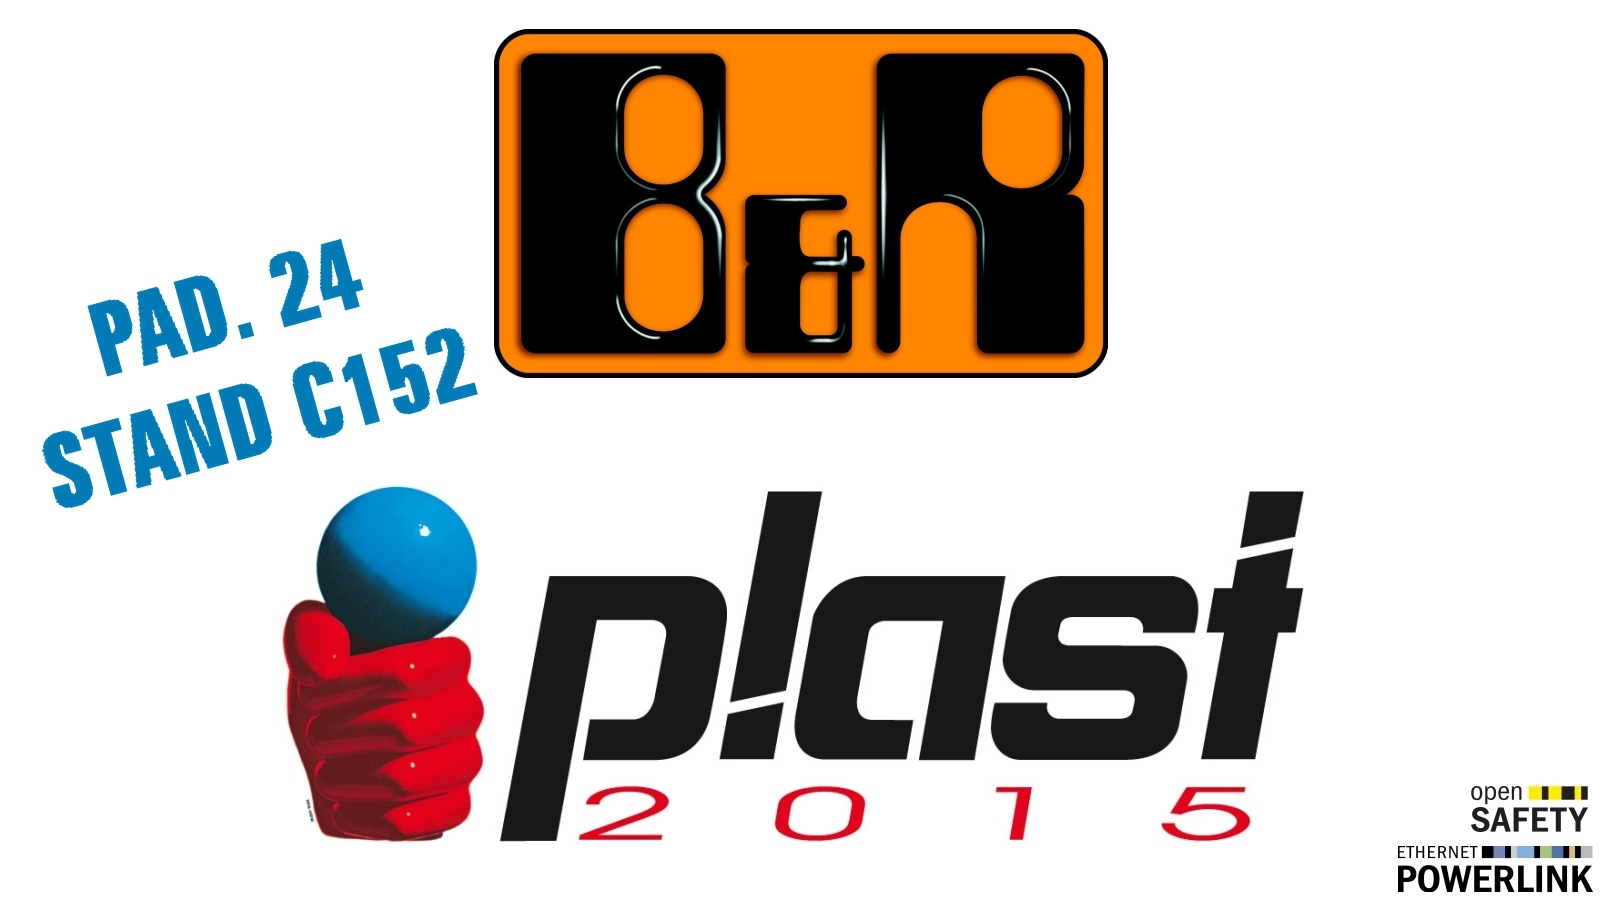 B&R
PAD. 24
STAND C152
plast
2015
open
SAFETY
ETHERNET
POWERLINK